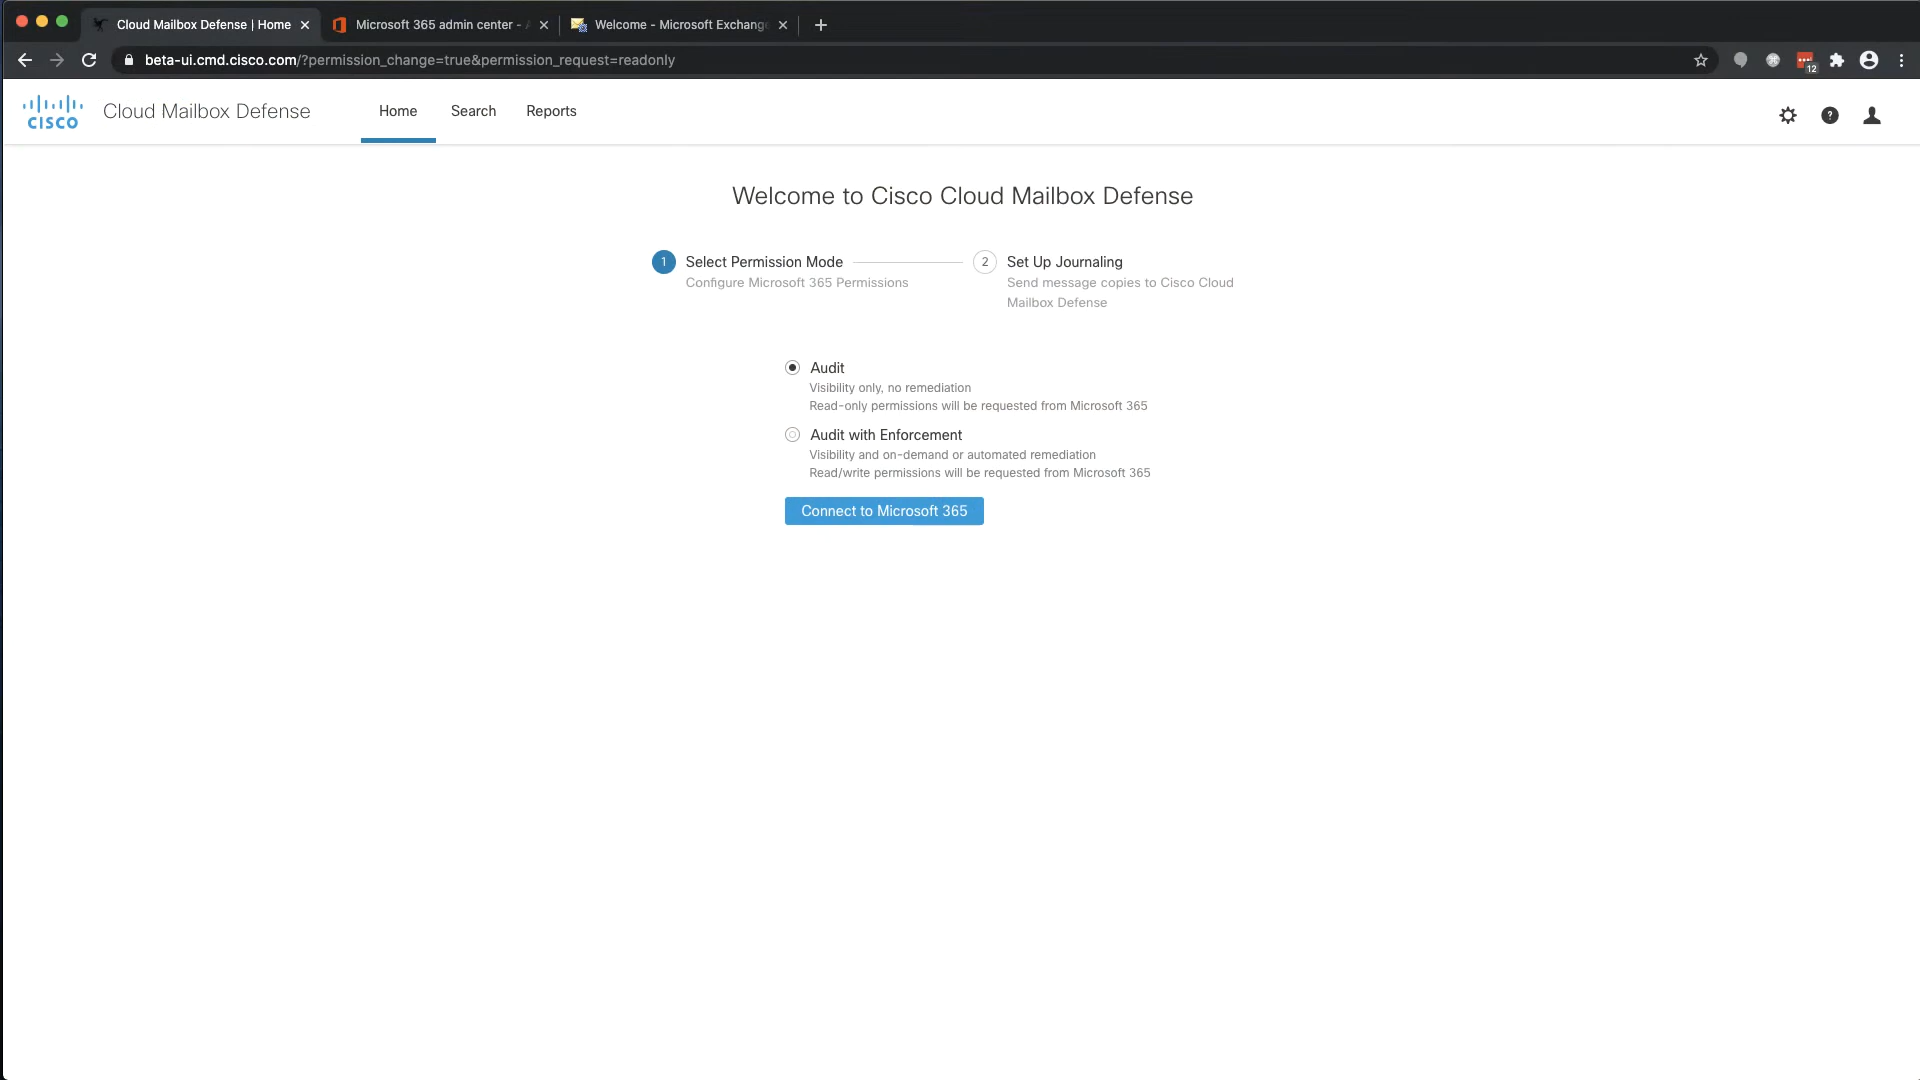 Cloud Mailbox Defense | Home
Microsoft 365 admin center -
Welcome - Microsoft Exchange
beta-ui.cmd.cisco.com/?permission_change=true&permission_request=readonly
12
CISCO
Cloud Mailbox Defense
Home
Search
Reports
?
Welcome to Cisco Cloud Mailbox Defense
1
Select Permission Mode
Configure Microsoft 365 Permissions
2
Set Up Journaling
Send message copies to Cisco Cloud
Mailbox Defense
Audit
Visibility only, no remediation
Read-only permissions will be requested from Microsoft 365
Audit with Enforcement
Visibility and on-demand or automated remediation
Read/write permissions will be requested from Microsoft 365
Connect to Microsoft 365